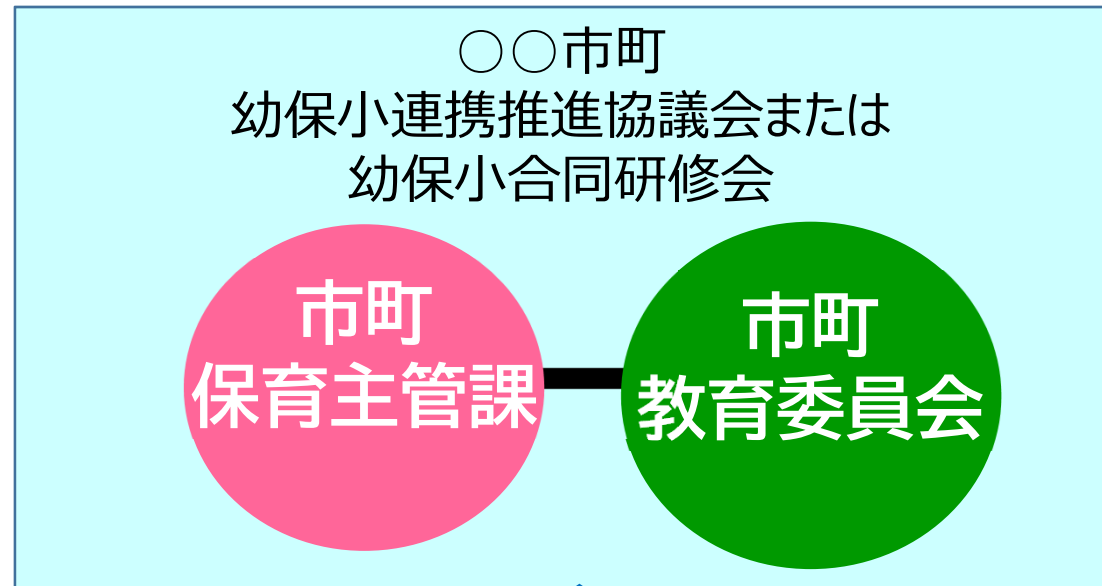 ○○市町
幼保小連携推進協議会または
幼保小合同研修会
市町
保育主管課
市町
教育委員会